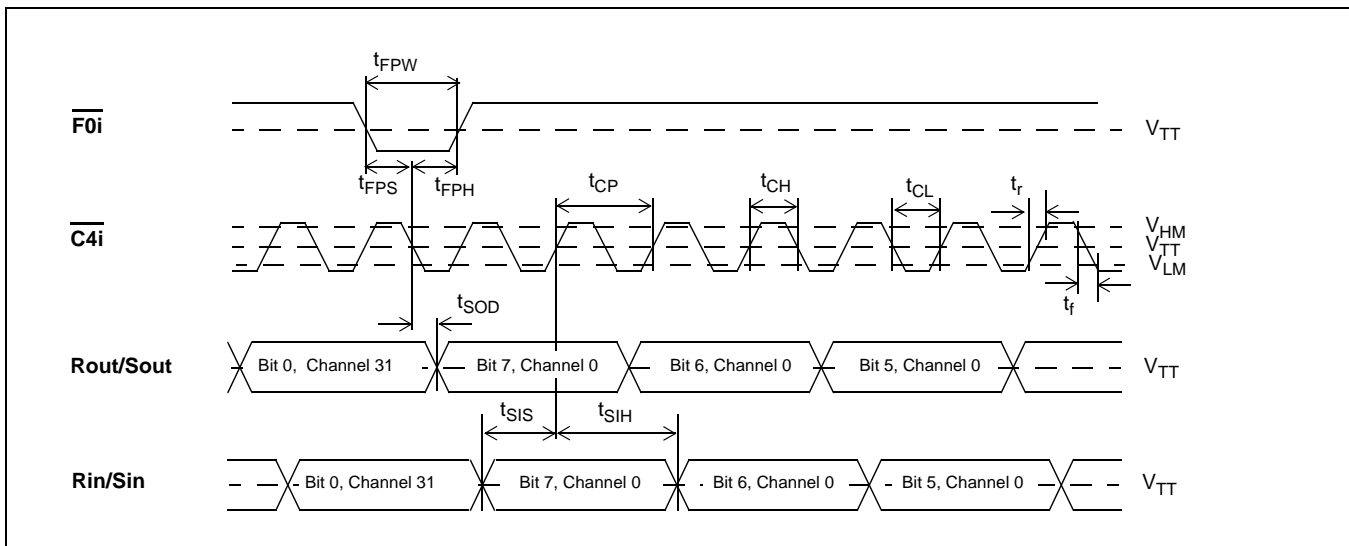 tFPW
F0i
VTT
tFPS tFPH tCP tCH tCL tr
C4i
VHM
VTT
VLM
tf
tSOD
Rout/Sout Bit 0, Channel 31 Bit 7, Channel 0 Bit 6, Channel 0 Bit 5, Channel 0 VTT
tSIS tSIH
Rin/Sin Bit 0, Channel 31 Bit 7, Channel 0 Bit 6, Channel 0 Bit 5, Channel 0 VTT